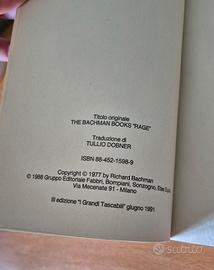 Titolo originale
THE BACHMAN BOOKS "RAGE"
Traduzione di
TULLIO DOBNER
ISBN 88-452-1598-9
Copyright © 1977 by Richard Bachman
© 1988 Gruppo Editoriale Fabbri, Bompiani, Sonzogno, Etas S.p.A.
Via Mecenate 91 - Milano
III edizione "I Grandi Tascabili" giugno 1991
subito